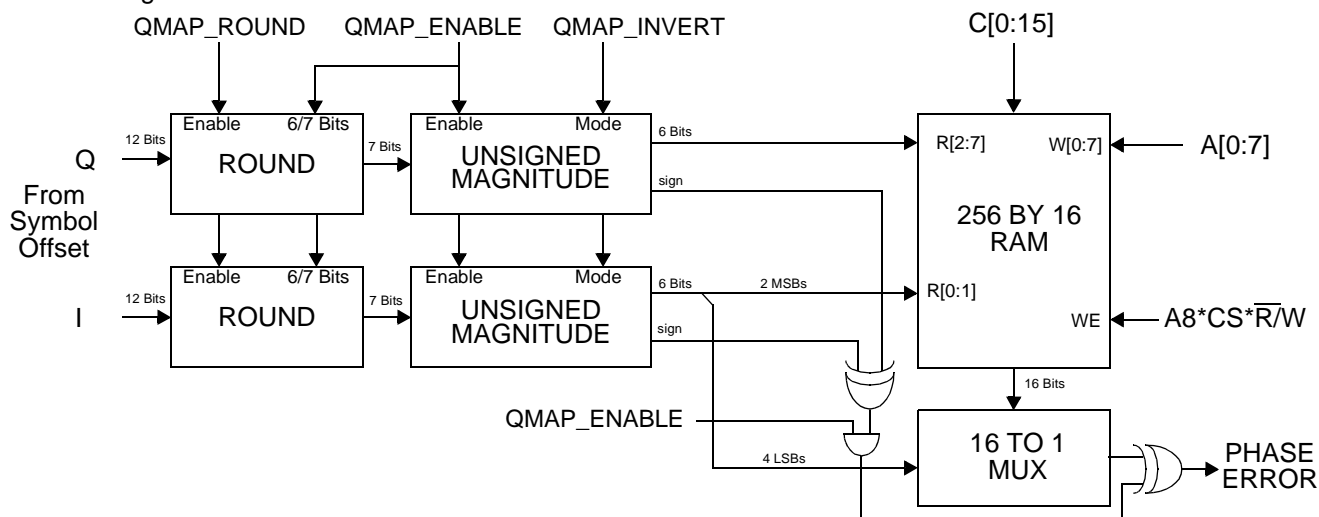 QMAP_ROUND QMAP_ENABLE QMAP_INVERT C[0:15]
Enable 6/7 Bits Enable Mode
12 Bits 7 Bits 6 Bits
Q ROUND UNSIGNED MAGNITUDE R[2:7] W[0:7] A[0:7]
sign
From
Symbol
Offset
256 BY 16
RAM
Enable 6/7 Bits Enable Mode
12 Bits 7 Bits 6 Bits 2 MSBs R[0:1]
I ROUND UNSIGNED MAGNITUDE
sign
WE A8*CS*R/W
16 Bits
QMAP_ENABLE
4 LSBs
16 TO 1
MUX
PHASE
ERROR